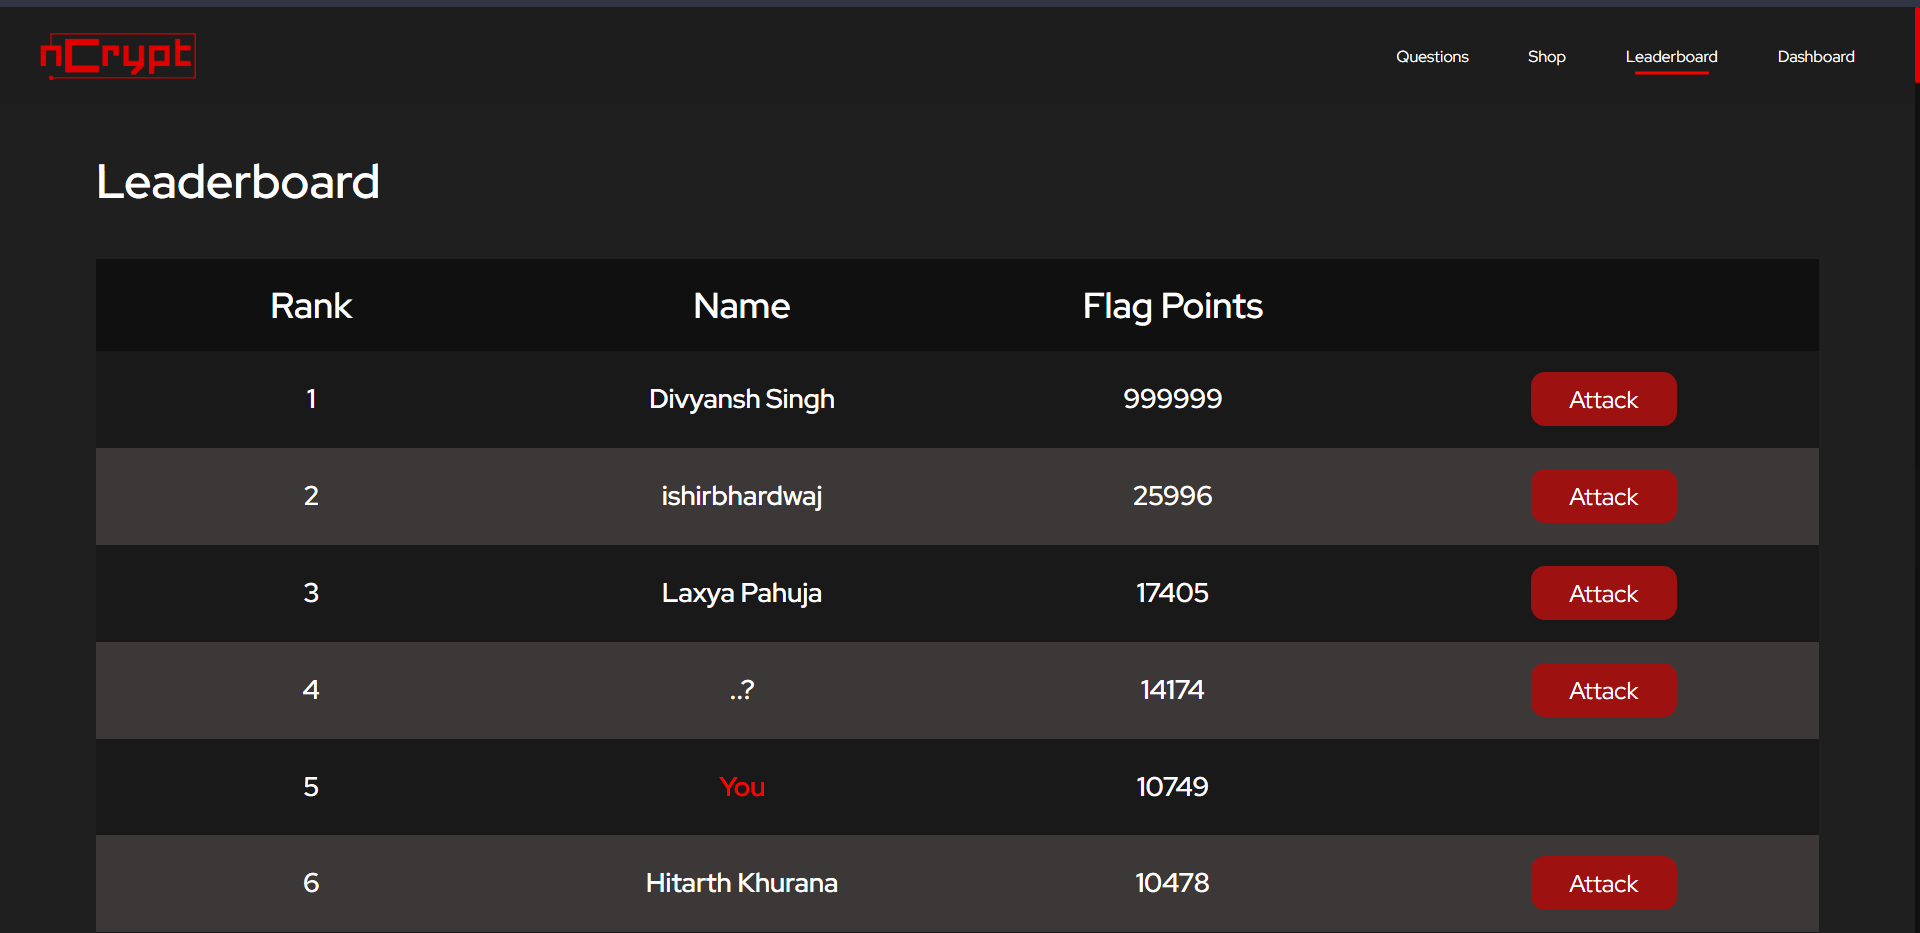 nCrypt
Questions Shop Leaderboard Dashboard
Leaderboard
Rank Name Flag Points
1 Divyansh Singh 999999 Attack
2 ishirbhardwaj 25996 Attack
3 Laxya Pahuja 17405 Attack
4 ..? 14174 Attack
5 You 10749
6 Hitarth Khurana 10478 Attack